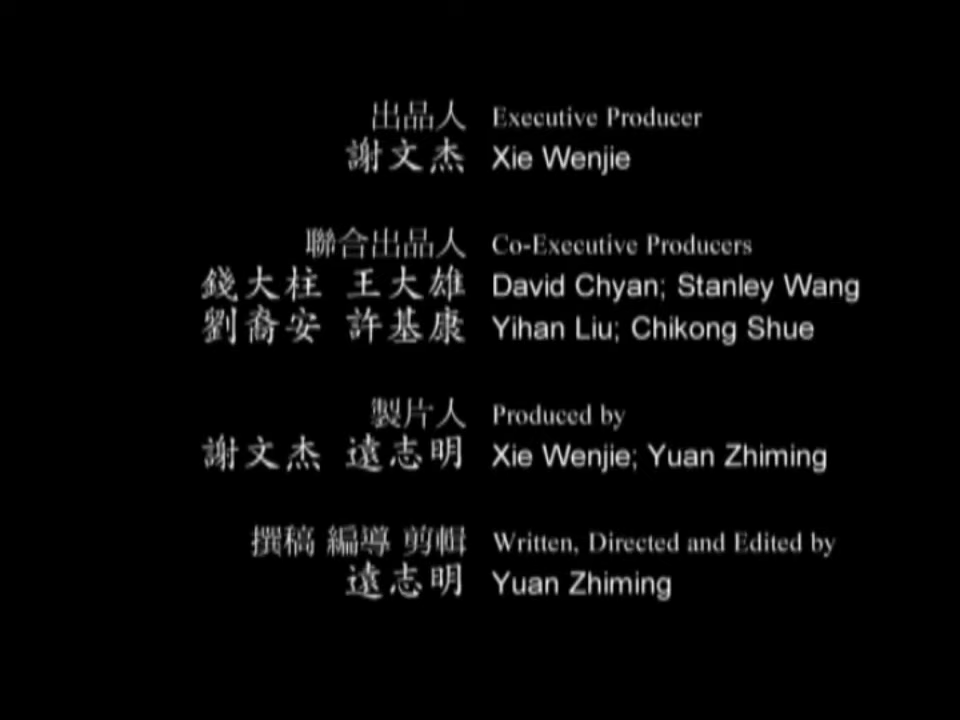 出品人 Executive Producer
謝文杰 Xie Wenjie
聯合出品人 Co-Executive Producers
錢大柱 王大雄 David Chyan; Stanley Wang
劉裔安 許基康 Yihan Liu; Chikong Shue
製片人 Produced by
謝文杰 遠志明 Xie Wenjie; Yuan Zhiming
撰稿 編導 剪輯 Written, Directed and Edited by
遠志明 Yuan Zhiming